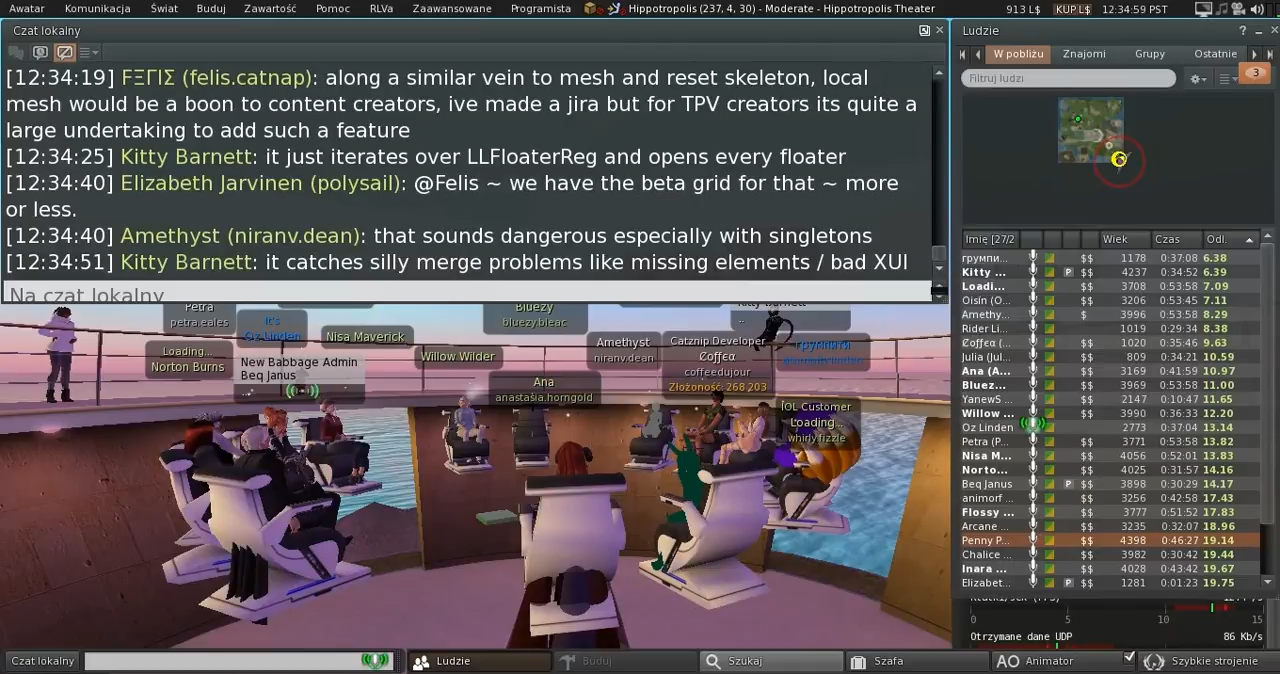 Awatar Komunikacja Świat Buduj Zawartość Pomoc RLVa Zaawansowane Programista Hippotropolis (237, 4, 30) - Moderate - Hippotropolis Theater 913 L$ KUP L$ 12:34:59 PST
Czat lokalny
[12:34:19] FΞΓIΣ (felis.catnap): along a similar vein to mesh and reset skeleton, local
mesh would be a boon to content creators, ive made a jira but for TPV creators its quite a
large undertaking to add such a feature
[12:34:25] Kitty Barnett: it just iterates over LLFloaterReg and opens every floater
[12:34:40] Elizabeth Jarvinen (polysail): @Felis ~ we have the beta grid for that ~ more
or less.
[12:34:40] Amethyst (niranv.dean): that sounds dangerous especially with singletons
[12:34:51] Kitty Barnett: it catches silly merge problems like missing elements / bad XUI
Na czat lokalny
Petra
petra.eales
It's
Oz Linden
Nisa Maverick
Loading...
Norton Burns
New Babbage Admin
Beq Janus
Willow Wilder
Bluezy
Ana
anastasia.horngold
Amethyst
niranv.dean
Catznip Developer
coffeedujour
Złożoność: 268 203
Kitty Barnett
Loading...
whirly.fizzle
Ludzie
W pobliżu Znajomi Grupy Ostatnie
Filtruj ludzi
3
Imię [27/2 Wiek Czas Odl.
групми... $$ 1178 0:37:08 6.38
Kitty ... P $$ 4237 0:34:52 6.39
Loadi... $$ 3708 0:53:58 7.09
Oisín (O... $$ 3206 0:53:45 7.11
Amethy... $ 3996 0:53:58 8.29
Rider Li... 1019 0:29:34 8.38
Ȼσffєα (... $$ 1020 0:35:46 9.63
Julia (Jul... $$ 809 0:34:21 10.59
Ana (A... $$ 3169 0:41:59 10.97
Bluez... $$ 3969 0:53:58 11.00
YanewS ... $$ 2147 0:10:47 11.65
Willow ... $$ 3990 0:36:33 12.20
Oz Linden 2773 0:37:04 13.14
Petra (P... $$ 3771 0:53:58 13.82
Nisa M... $$ 4056 0:52:01 13.83
Norto... $$ 4025 0:31:57 14.16
Beq Janus P $$ 3898 0:30:29 14.17
animorf ... $$ 3256 0:42:58 17.43
Flossy ... $$ 3777 0:51:52 17.83
Arcane ... $$ 3235 0:32:07 18.96
Penny P... $$ 4398 0:46:27 19.14
Chalice ... $$ 3982 0:30:42 19.44
Inara ... $$ 4028 0:43:42 19.67
Elizabet... P $$ 1281 0:01:23 19.75
0 5 10 15
Otrzymane dane UDP 86 Kb/s
Czat lokalny Ludzie Buduj Szukaj Szafa AO Animator Szybkie strojenie